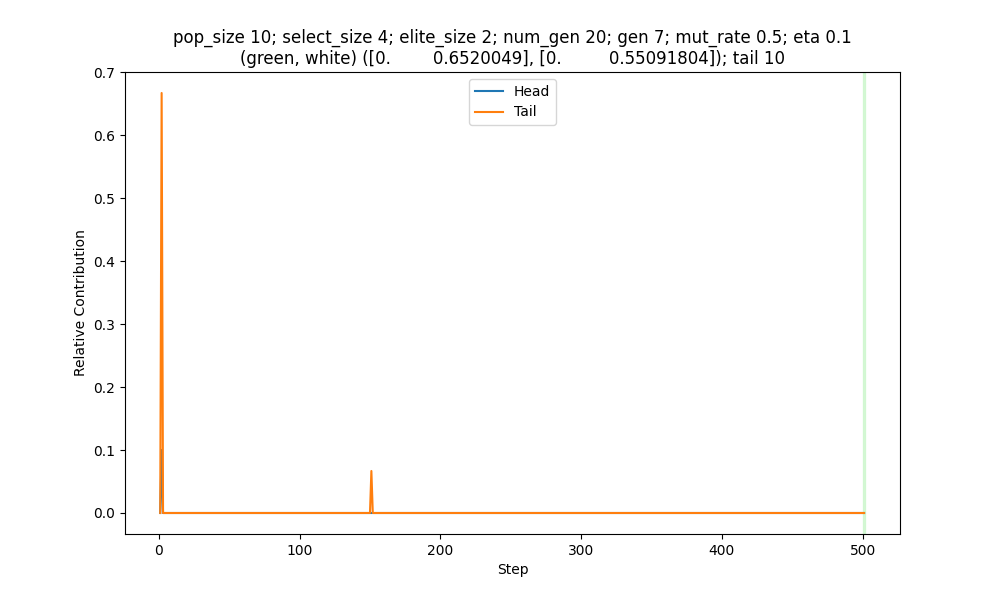 pop_size 10; select_size 4; elite_size 2; num_gen 20; gen 7; mut_rate 0.5; eta 0.1
(green, white) ([0.         0.6520049], [0.          0.55091804]); tail 10
Head
Tail
0.7
0.6
0.5
0.4
0.3
0.2
0.1
0.0
Relative Contribution
0
100
200
300
400
500
Step